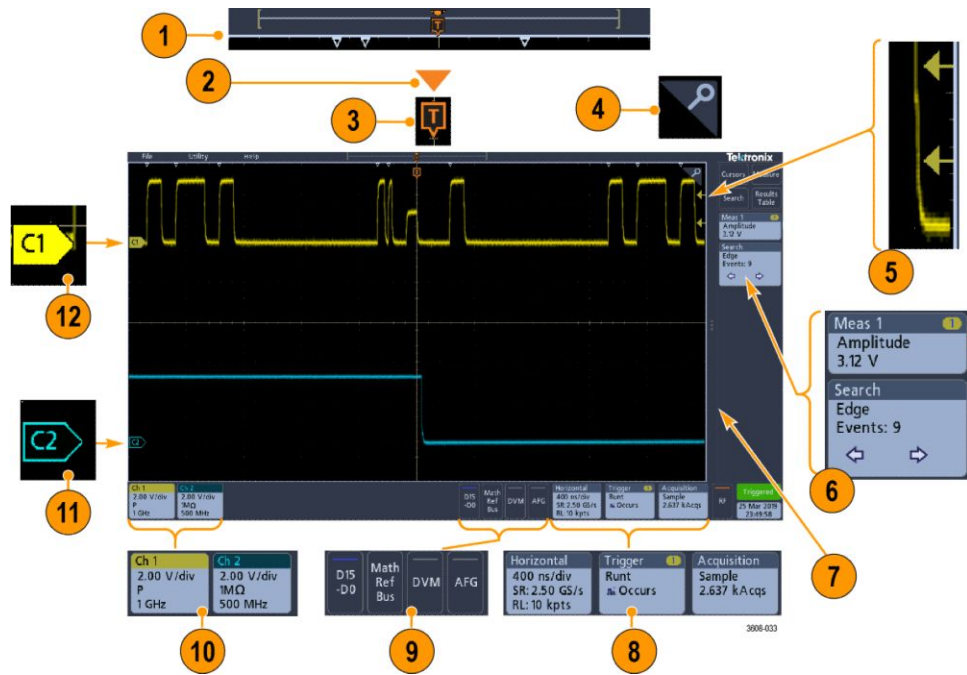 1
T
2
3
T
4
File Utility Help
Tektronix
Cursors Measure
Search Results Table
Meas 1 1
Amplitude
3.12 V
Search
Edge
Events: 9
C1
12
C1
5
Meas 1 1
Amplitude
3.12 V
Search
Edge
Events: 9
6
C2
11
C2
Ch 1
2.00 V/div
P
1 GHz
Ch 2
2.00 V/div
1MΩ
500 MHz
D15
-D0
Math
Ref
Bus
DVM
AFG
Horizontal
400 ns/div
SR: 2.50 GS/s
RL: 10 kpts
Trigger 1
Runt
Occurs
Acquisition
Sample
2.637 kAcqs
RF
Triggered
25 Mar 2019
23:49:58
7
Ch 1
2.00 V/div
P
1 GHz
Ch 2
2.00 V/div
1MΩ
500 MHz
10
D15
-D0
Math
Ref
Bus
DVM
AFG
9
Horizontal
400 ns/div
SR: 2.50 GS/s
RL: 10 kpts
Trigger 1
Runt
Occurs
Acquisition
Sample
2.637 kAcqs
8
3608-033